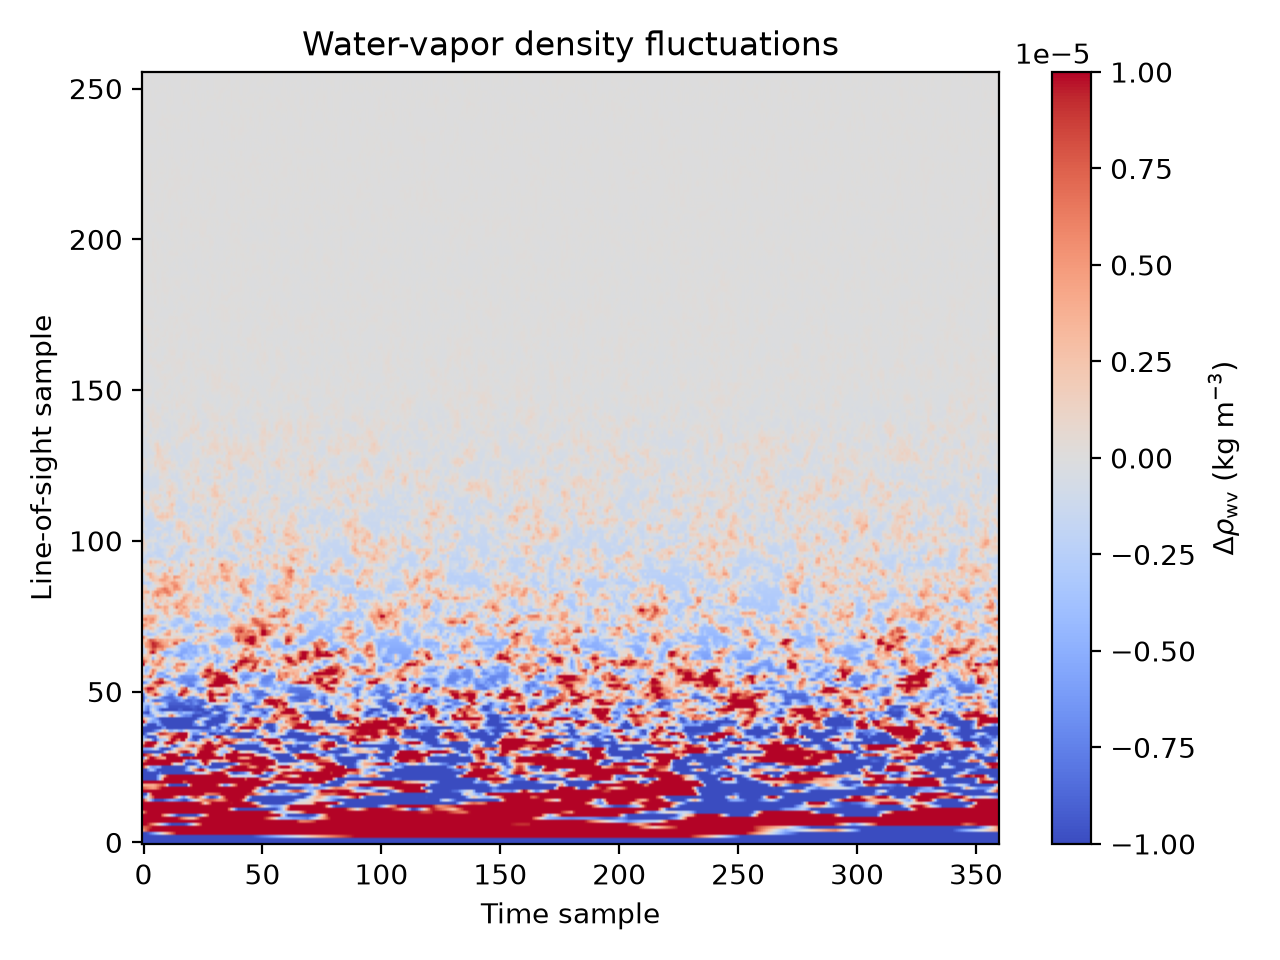 Water-vapor density fluctuations
1e−5
250
200
150
100
50
0
Line-of-sight sample
0 50 100 150 200 250 300 350
Time sample
1.00
0.75
0.50
0.25
0.00
−0.25
−0.50
−0.75
−1.00
Δρwv (kg m⁻³)